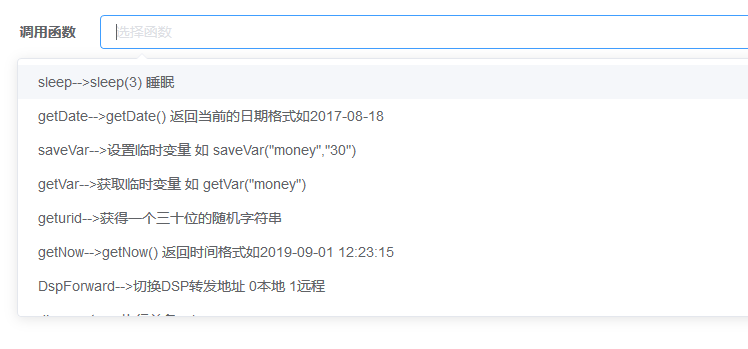 调用函数 选择函数
sleep-->sleep(3) 睡眠
getDate-->getDate() 返回当前的日期格式如2017-08-18
saveVar-->设置临时变量 如 saveVar("money","30")
getVar-->获取临时变量 如 getVar("money")
geturid-->获得一个三十位的随机字符串
getNow-->getNow() 返回时间格式如2019-09-01 12:23:15
DspForward-->切换DSP转发地址 0本地 1远程